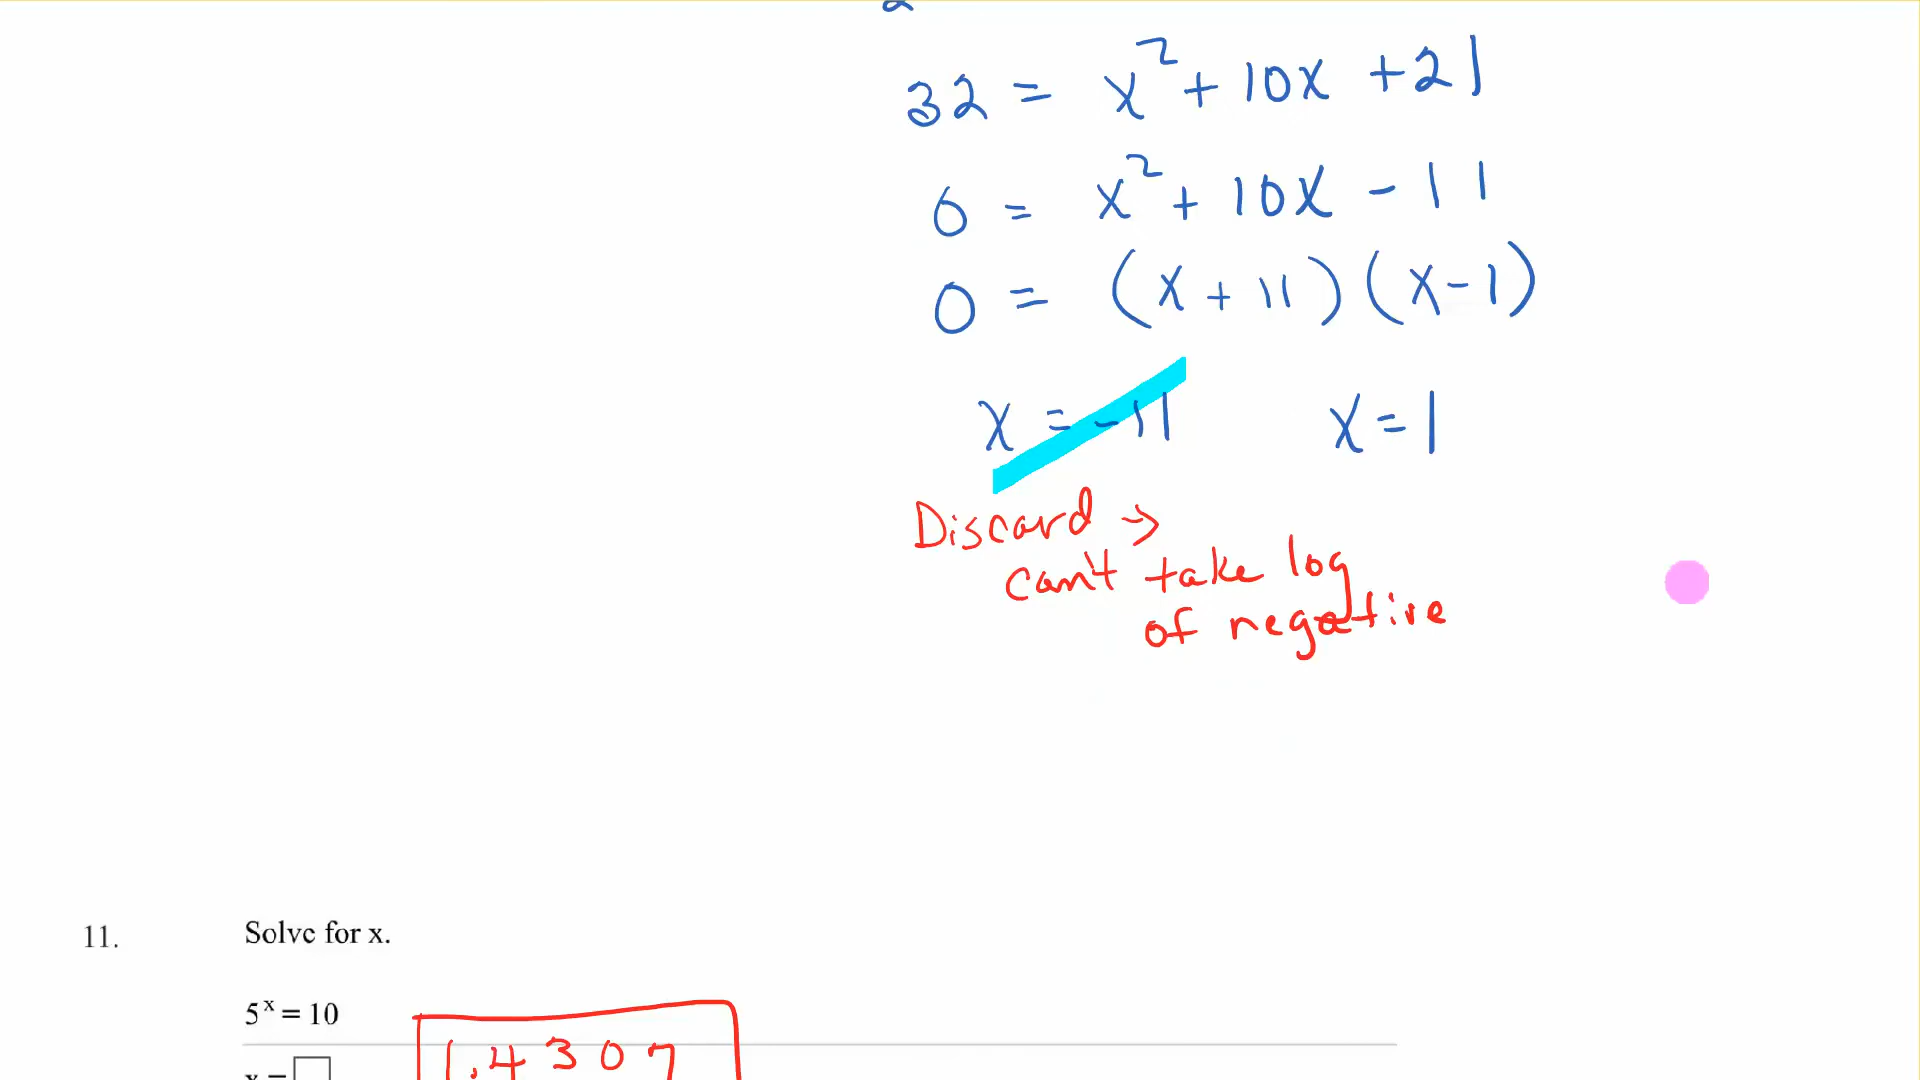 32 = x² + 10x + 21
0 = x² + 10x - 11
0 = (x + 11)(x - 1)
x = -11 x = 1
Discard →
can't take log
of negative
11. Solve for x.
5ˣ = 10
1.4307
x =